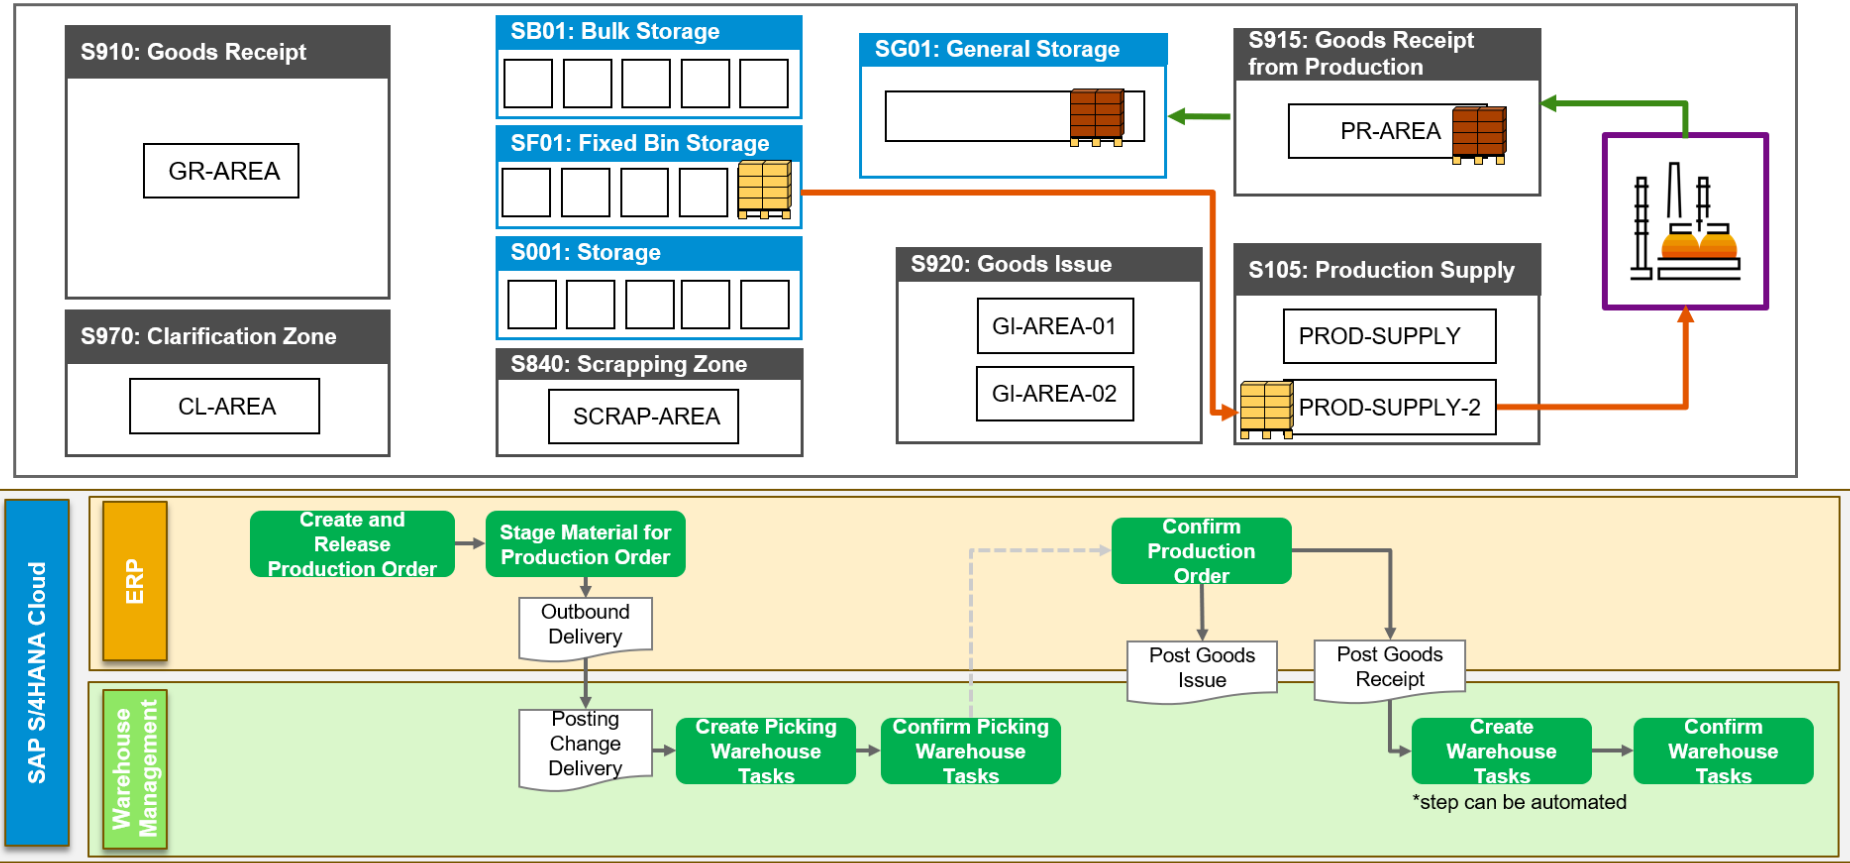 S910: Goods Receipt
GR-AREA
S970: Clarification Zone
CL-AREA
SB01: Bulk Storage
SF01: Fixed Bin Storage
S001: Storage
S840: Scrapping Zone
SCRAP-AREA
SG01: General Storage
S920: Goods Issue
GI-AREA-01
GI-AREA-02
S915: Goods Receipt
from Production
PR-AREA
S105: Production Supply
PROD-SUPPLY
PROD-SUPPLY-2
SAP S/4HANA Cloud
ERP
Create and
Release
Production Order
Stage Material for
Production Order
Outbound
Delivery
Confirm
Production
Order
Post Goods
Issue
Post Goods
Receipt
Warehouse
Management
Posting
Change
Delivery
Create Picking
Warehouse
Tasks
Confirm Picking
Warehouse
Tasks
Create
Warehouse
Tasks
*step can be automated
Confirm
Warehouse
Tasks